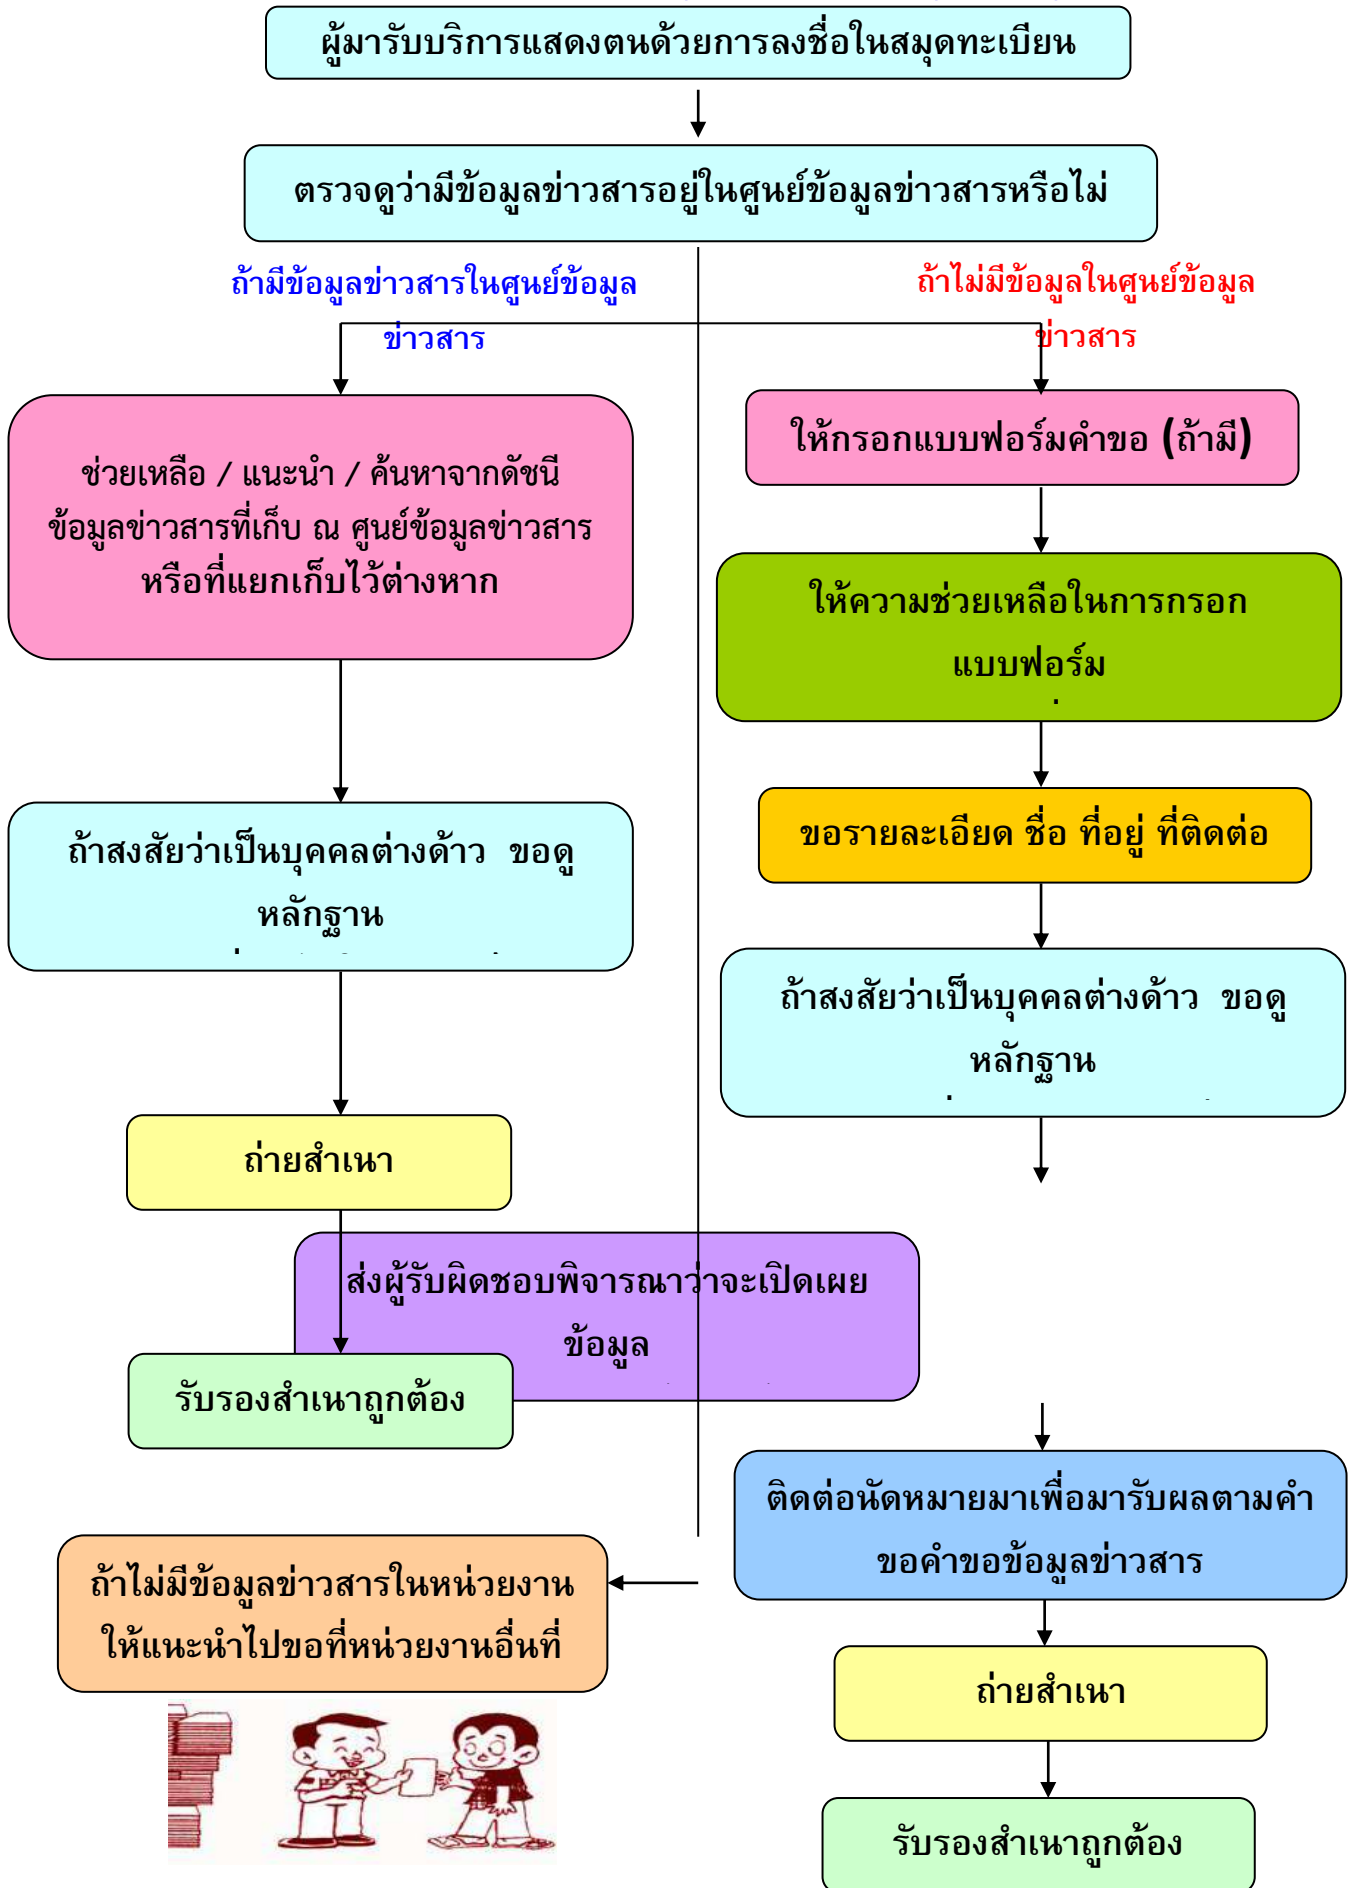 ผู้มารับบริการแสดงตนด้วยการลงชื่อในสมุดทะเบียน
ตรวจดูว่ามีข้อมูลข่าวสารอยู่ในศูนย์ข้อมูลข่าวสารหรือไม่
ถ้ามีข้อมูลข่าวสารในศูนย์ข้อมูล
ข่าวสาร
ถ้าไม่มีข้อมูลในศูนย์ข้อมูล
ข่าวสาร
ช่วยเหลือ / แนะนำ / ค้นหาจากดัชนี
ข้อมูลข่าวสารที่เก็บ ณ ศูนย์ข้อมูลข่าวสาร
หรือที่แยกเก็บไว้ต่างหาก
ให้กรอกแบบฟอร์มคำขอ (ถ้ามี)
ให้ความช่วยเหลือในการกรอก
แบบฟอร์ม
ขอรายละเอียด ชื่อ ที่อยู่ ที่ติดต่อ
ถ้าสงสัยว่าเป็นบุคคลต่างด้าว ขอดู
หลักฐาน
ถ้าสงสัยว่าเป็นบุคคลต่างด้าว ขอดู
หลักฐาน
ถ่ายสำเนา
ส่งผู้รับผิดชอบพิจารณาว่าจะเปิดเผย
ข้อมูล
รับรองสำเนาถูกต้อง
ติดต่อนัดหมายมาเพื่อมารับผลตามคำ
ขอคำขอข้อมูลข่าวสาร
ถ้าไม่มีข้อมูลข่าวสารในหน่วยงาน
ให้แนะนำไปขอที่หน่วยงานอื่นที่
ถ่ายสำเนา
รับรองสำเนาถูกต้อง